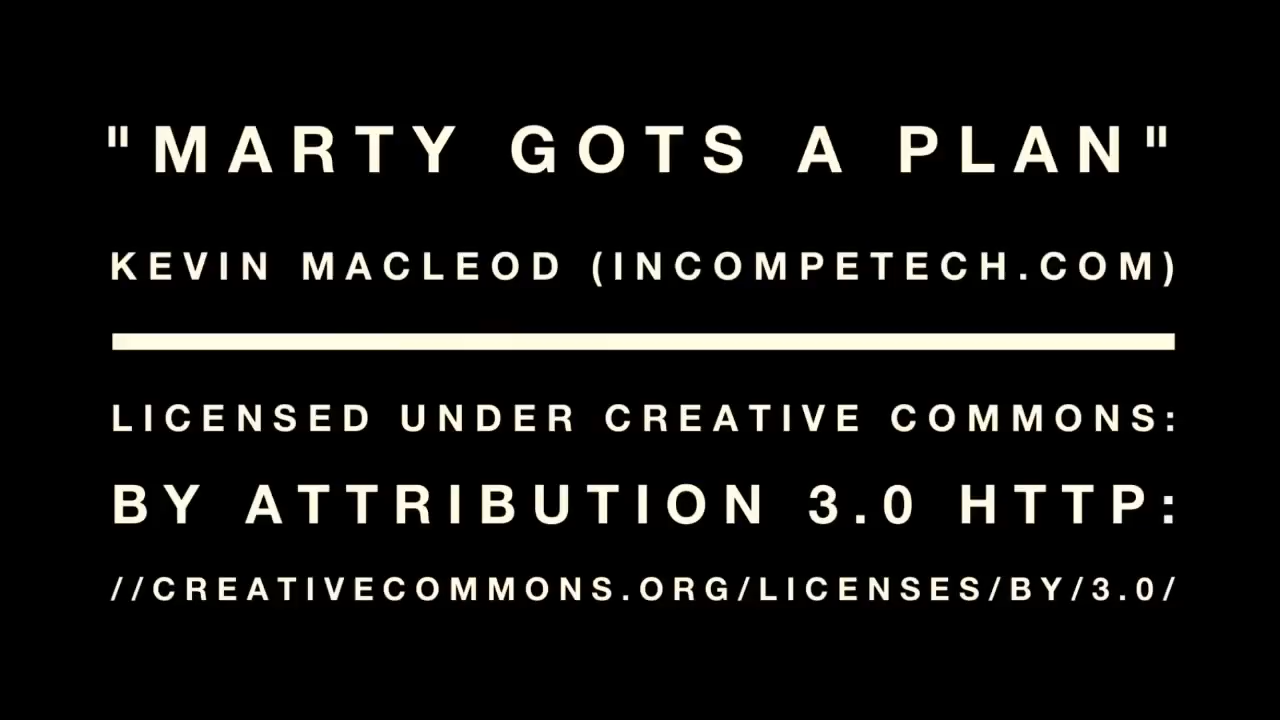 "MARTY GOTS A PLAN"
KEVIN MACLEOD (INCOMPETECH.COM)
LICENSED UNDER CREATIVE COMMONS:
BY ATTRIBUTION 3.0 HTTP:
//CREATIVECOMMONS.ORG/LICENSES/BY/3.0/